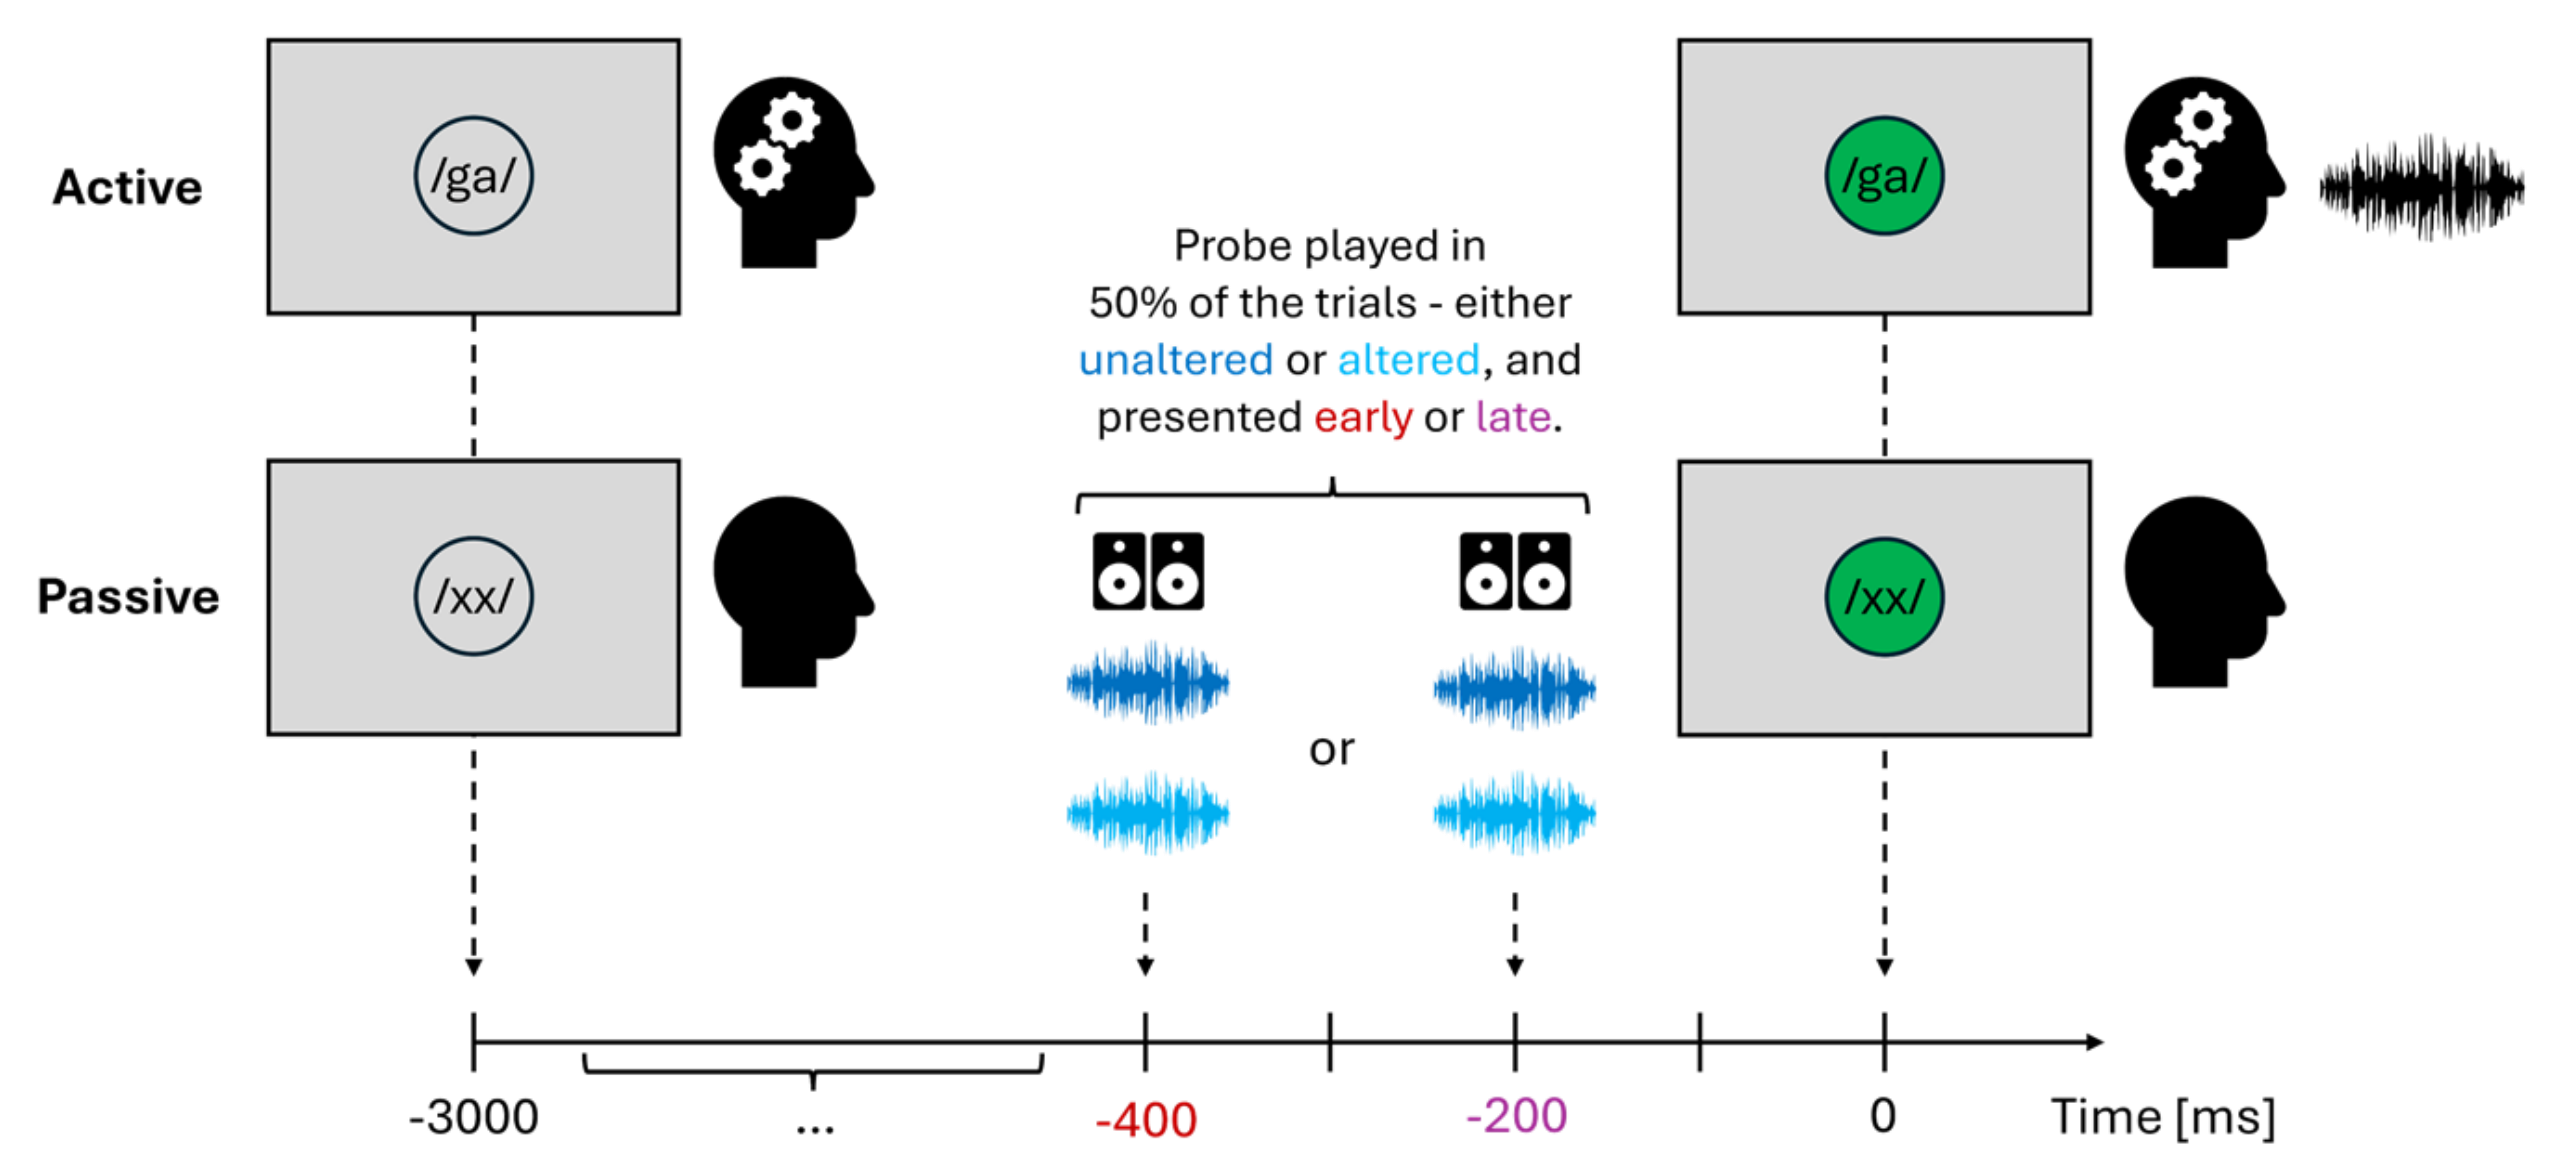 Active
/ga/
/ga/
Probe played in
50% of the trials - either
unaltered or altered, and
presented early or late.
Passive
/xx/
/xx/
or
-3000
...
-400
-200
0
Time [ms]